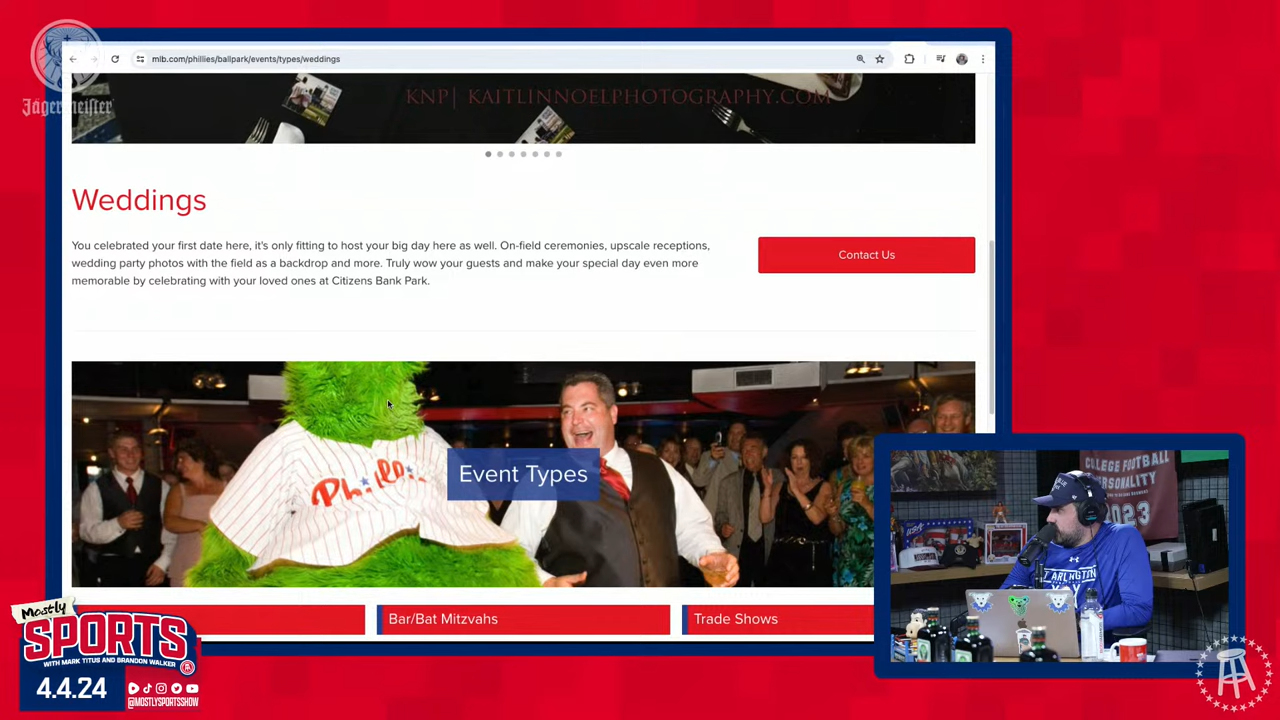 Jägermeister
mlb.com/phillies/ballpark/events/types/weddings
KNP| KAITLINNOELPHOTOGRAPHY.COM
Weddings
You celebrated your first date here, it's only fitting to host your big day here as well. On-field ceremonies, upscale receptions,
wedding party photos with the field as a backdrop and more. Truly wow your guests and make your special day even more
memorable by celebrating with your loved ones at Citizens Bank Park.
Contact Us
Phillies
Event Types
Bar/Bat Mitzvahs
Trade Shows
COLLEGE FOOTBALL
PERSONALITY
2023
USA
ARLINGTON
Mostly
SPORTS
WITH MARK TITUS AND BRANDON WALKER
4.4.24
@MOSTLYSPORTSSHOW